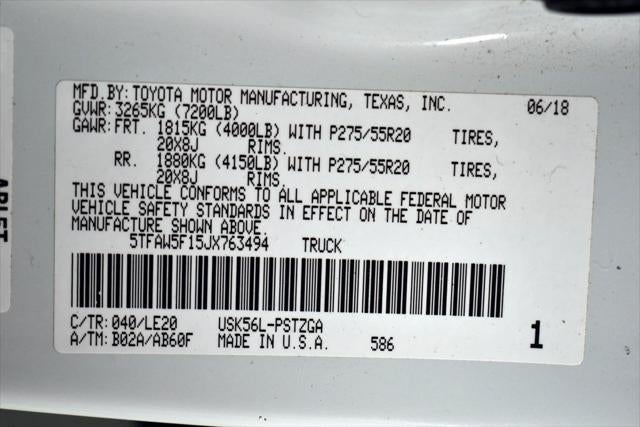 MFD.BY: TOYOTA MOTOR MANUFACTURING, TEXAS, INC. 06/18
GVWR: 3265KG (7200LB)
GAWR: FRT. 1815KG (4000LB) WITH P275/55R20 TIRES,
20X8J RIMS.
RR. 1880KG (4150LB) WITH P275/55R20 TIRES,
20X8J RIMS.
THIS VEHICLE CONFORMS TO ALL APPLICABLE FEDERAL MOTOR
VEHICLE SAFETY STANDARDS IN EFFECT ON THE DATE OF
MANUFACTURE SHOWN ABOVE.
5TFAW5F15JX763494 TRUCK
C/TR: 040/LE20 USK56L-PSTZGA
A/TM: B02A/AB60F MADE IN U.S.A. 586 1